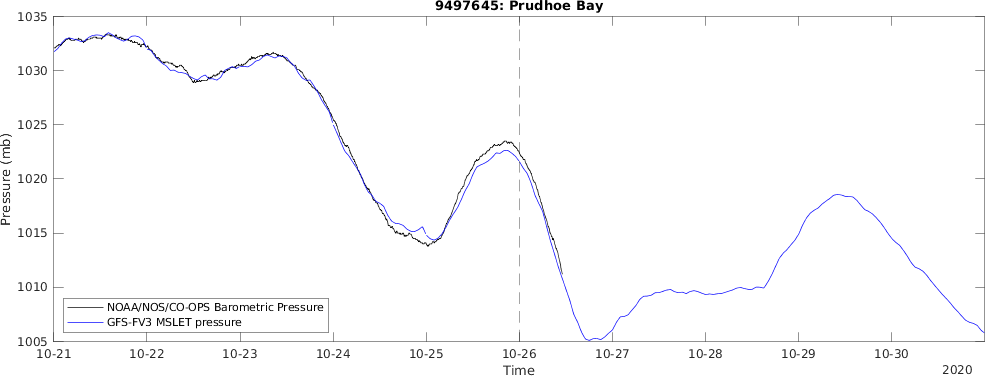 9497645: Prudhoe Bay
Pressure (mb)
1035
1030
1025
1020
1015
1010
1005
NOAA/NOS/CO-OPS Barometric Pressure
GFS-FV3 MSLET pressure
10-21 10-22 10-23 10-24 10-25 10-26 10-27 10-28 10-29 10-30
Time
2020